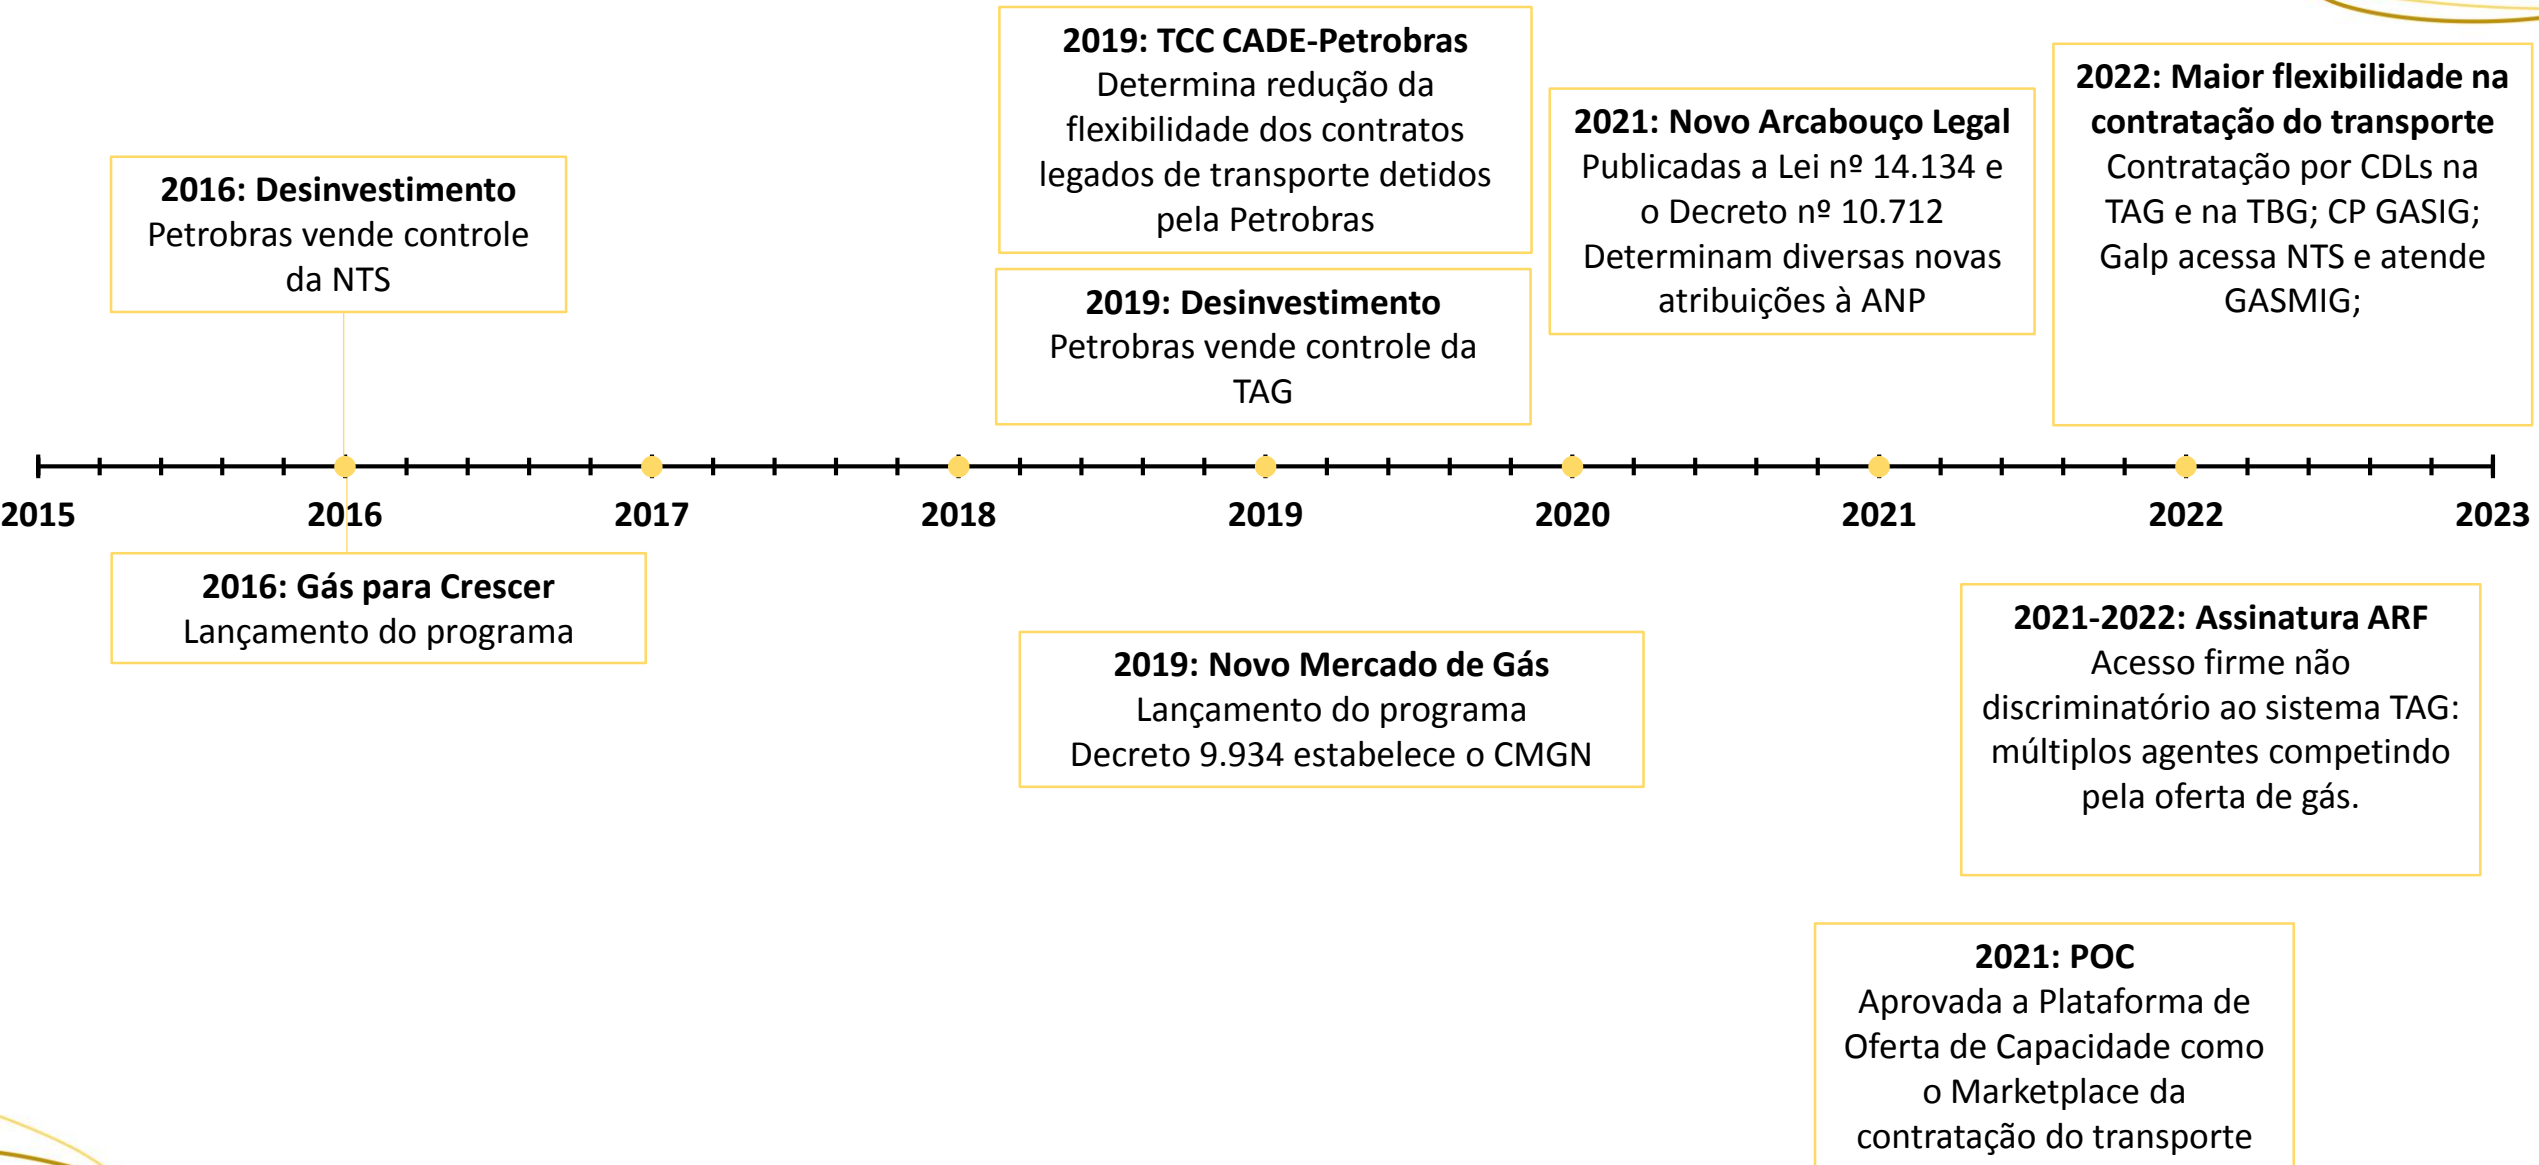 2016: Desinvestimento
Petrobras vende controle
da NTS
2019: TCC CADE-Petrobras
Determina redução da
flexibilidade dos contratos
legados de transporte detidos
pela Petrobras
2019: Desinvestimento
Petrobras vende controle da
TAG
2021: Novo Arcabouço Legal
Publicadas a Lei nº 14.134 e
o Decreto nº 10.712
Determinam diversas novas
atribuições à ANP
2022: Maior flexibilidade na
contratação do transporte
Contratação por CDLs na
TAG e na TBG; CP GASIG;
Galp acessa NTS e atende
GASMIG;
2015 2016 2017 2018 2019 2020 2021 2022 2023
2016: Gás para Crescer
Lançamento do programa
2019: Novo Mercado de Gás
Lançamento do programa
Decreto 9.934 estabelece o CMGN
2021-2022: Assinatura ARF
Acesso firme não
discriminatório ao sistema TAG:
múltiplos agentes competindo
pela oferta de gás.
2021: POC
Aprovada a Plataforma de
Oferta de Capacidade como
o Marketplace da
contratação do transporte